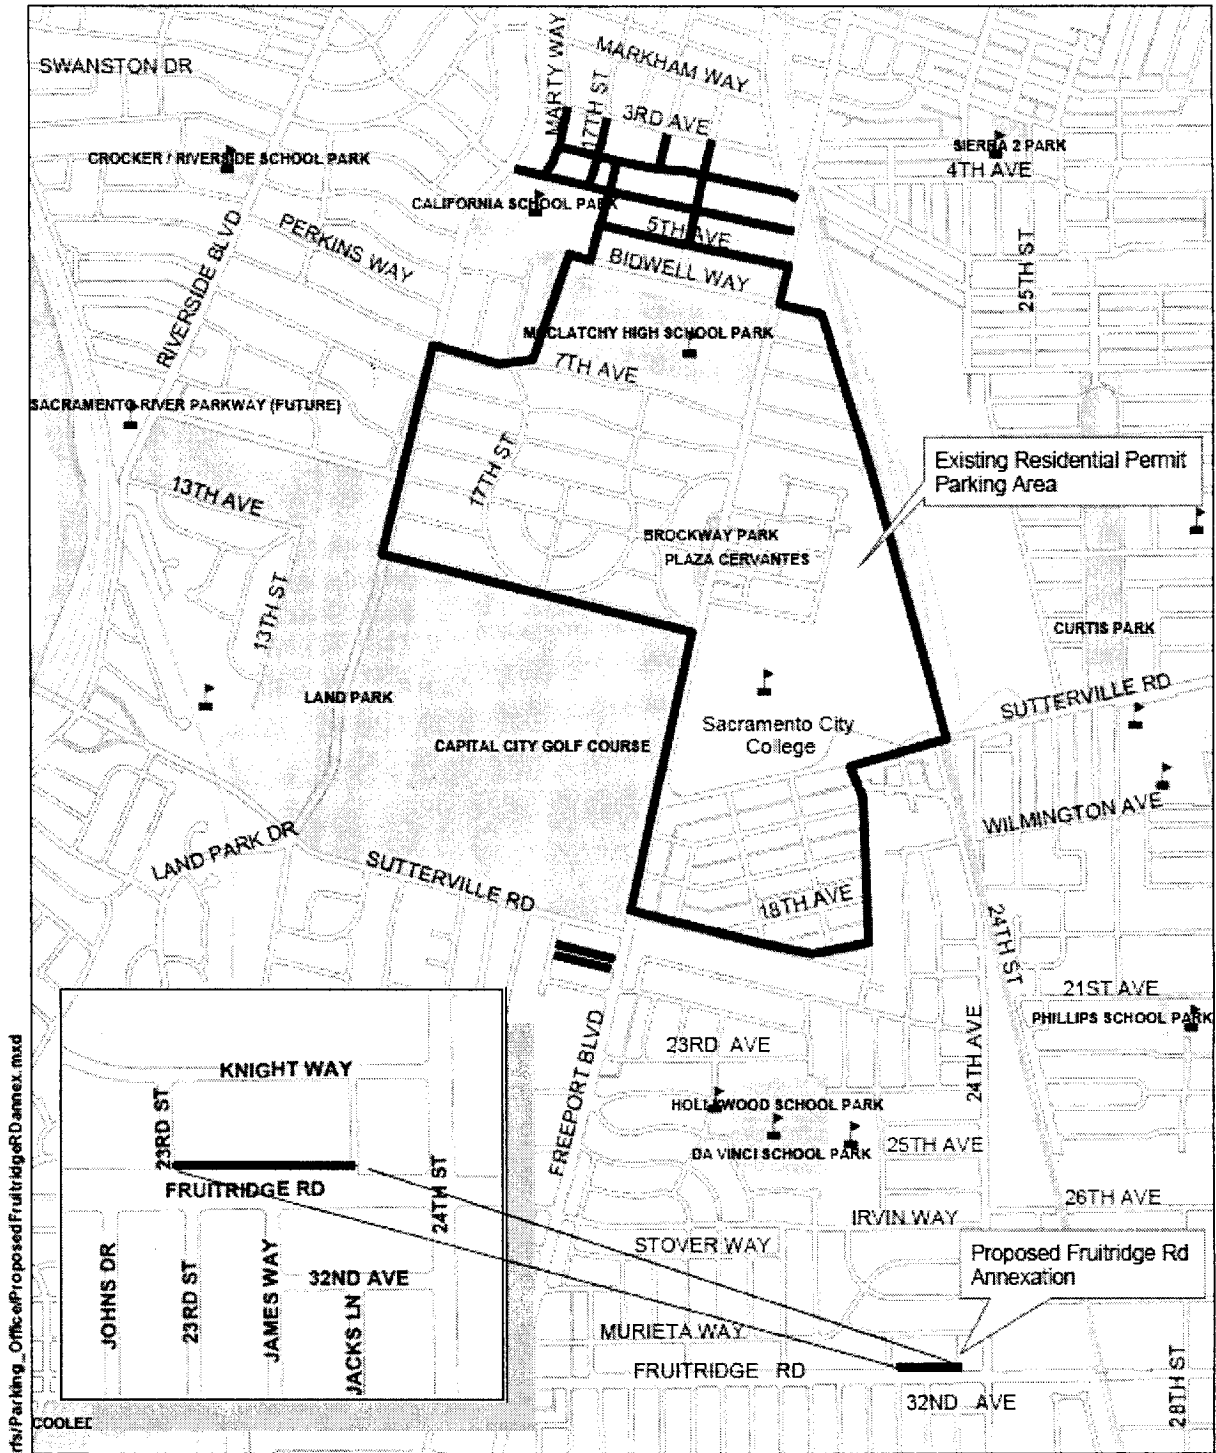 SWANSTON DR
MARTY WAY
17TH ST
MARKHAM WAY
3RD AVE
CROCKER / RIVERSIDE SCHOOL PARK
SIERRA 2 PARK
4TH AVE
CALIFORNIA SCHOOL PARK
5TH AVE
PERKINS WAY
RIVERSIDE BLVD
BIDWELL WAY
25TH ST
MCCLATCHY HIGH SCHOOL PARK
7TH AVE
SACRAMENTO RIVER PARKWAY (FUTURE)
17TH ST
Existing Residential Permit
Parking Area
13TH AVE
BROCKWAY PARK
PLAZA CERVANTES
13TH ST
CURTIS PARK
LAND PARK
SUTTERVILLE RD
Sacramento City
College
CAPITAL CITY GOLF COURSE
WILMINGTON AVE
LAND PARK DR
SUTTERVILLE RD
18TH AVE
24TH ST
21ST AVE
PHILLIPS SCHOOL PARK
FREEPORT BLVD
23RD AVE
24TH AVE
HOLLYWOOD SCHOOL PARK
DA VINCI SCHOOL PARK
25TH AVE
26TH AVE
IRVIN WAY
STOVER WAY
Proposed Fruitridge Rd
Annexation
MURIETA WAY
FRUITRIDGE RD
32ND AVE
28TH ST
KNIGHT WAY
23RD ST
FRUITRIDGE RD
24TH ST
JOHNS DR
23RD ST
JAMES WAY
32ND AVE
JACKS LN
COOLED
rfs/Parking_Office/ProposedFruitridgeRDannex.mxd